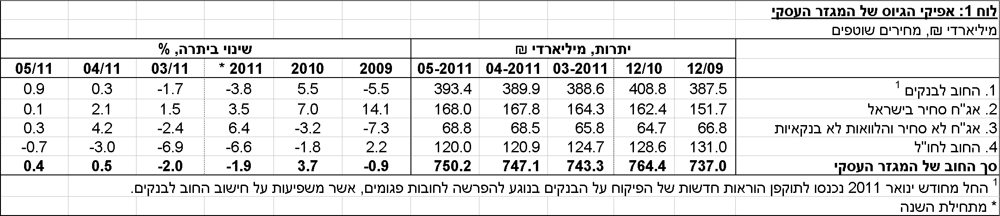 לוח 1: אפיקי הגיוס של המגזר העסקי
מיליארדי ₪, מחירים שוטפים
יתרות, מיליארדי ₪ שינוי ביתרה, %
12/09 12/10 03-2011 04-2011 05-2011 2009 2010 2011 * 03/11 04/11 05/11
1. החוב לבנקים 1 387.5 408.8 388.6 389.9 393.4 -5.5 5.5 -3.8 -1.7 0.3 0.9
2. אג"ח סחיר בישראל 151.7 162.4 164.3 167.8 168.0 14.1 7.0 3.5 1.5 2.1 0.1
3. אג"ח לא סחיר והלוואות לא בנקאיות 66.8 64.7 65.8 68.5 68.8 -7.3 -3.2 6.4 -2.4 4.2 0.3
4. החוב לחו"ל 131.0 128.6 124.7 120.9 120.0 2.2 -1.8 -6.6 -6.9 -3.0 -0.7
סך החוב של המגזר העסקי 737.0 764.4 743.3 747.1 750.2 -0.9 3.7 -1.9 -2.0 0.5 0.4
1 החל מחודש ינואר 2011 נכנסו לתוקפן הוראות חדשות של הפיקוח על הבנקים בנוגע להפרשה לחובות פגומים, אשר משפיעות על חישוב החוב לבנקים.
* מתחילת השנה